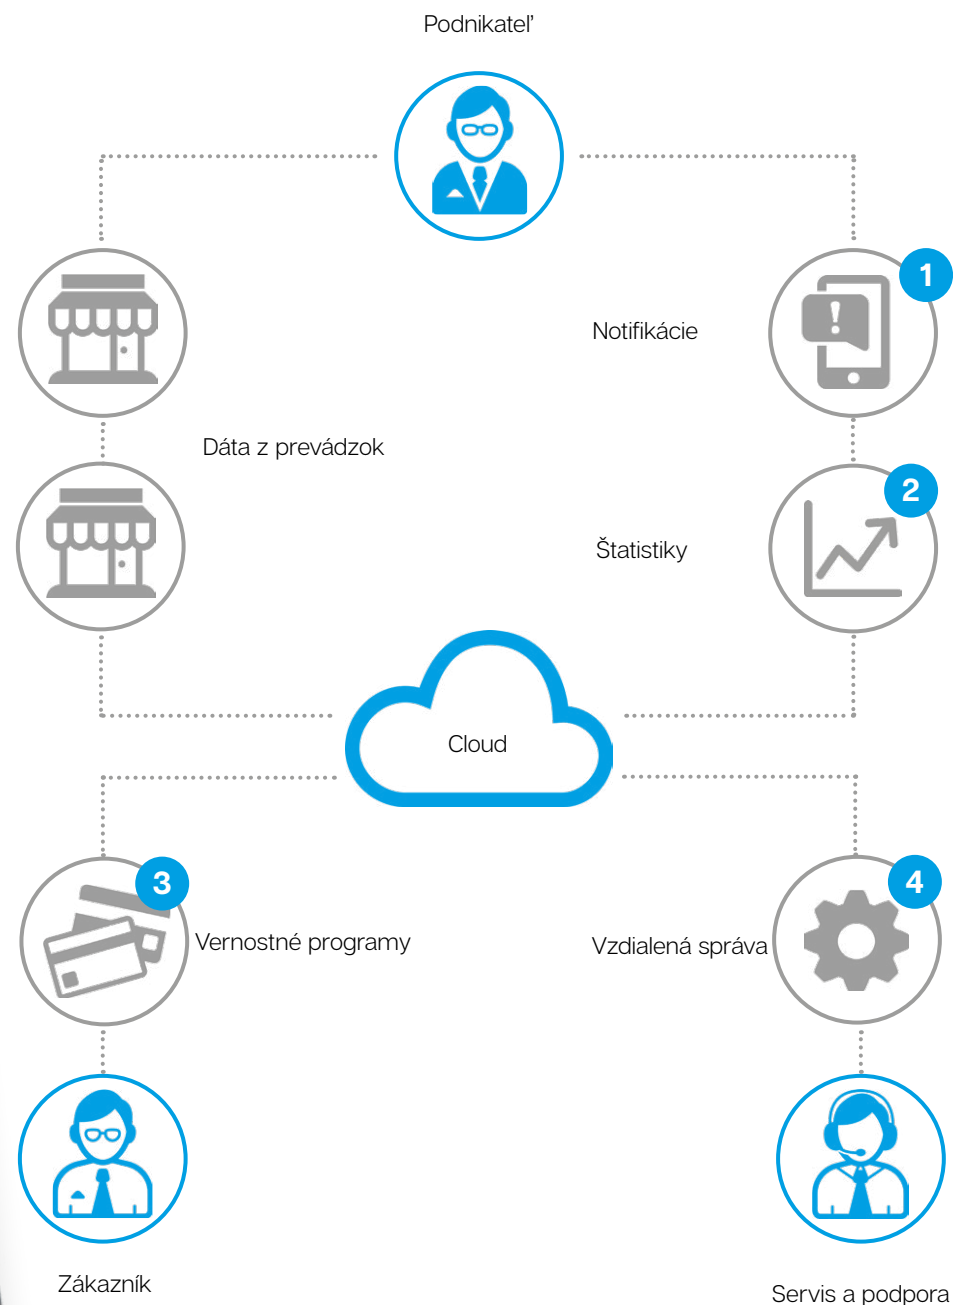 Podnikateľ
1
Notifikácie
Dáta z prevádzok
2
Štatistiky
Cloud
3
Vernostné programy
4
Vzdialená správa
Zákazník
Servis a podpora